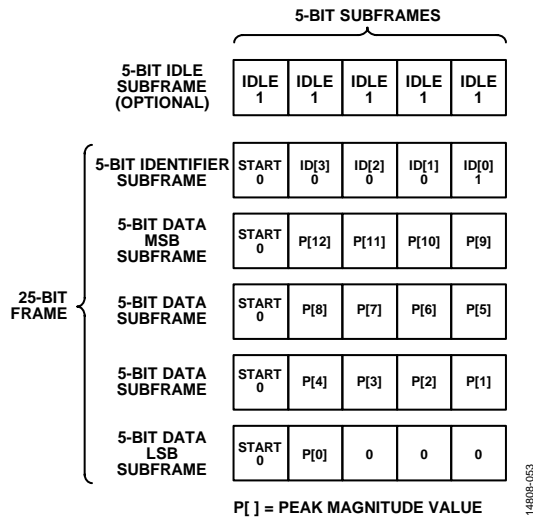 5-BIT SUBFRAMES
5-BIT IDLE
SUBFRAME
(OPTIONAL)
IDLE
1
IDLE
1
IDLE
1
IDLE
1
IDLE
1
25-BIT
FRAME
5-BIT IDENTIFIER
SUBFRAME
START
0
ID[3]
0
ID[2]
0
ID[1]
0
ID[0]
1
5-BIT DATA
MSB
SUBFRAME
START
0
P[12]
P[11]
P[10]
P[9]
5-BIT DATA
SUBFRAME
START
0
P[8]
P[7]
P[6]
P[5]
5-BIT DATA
SUBFRAME
START
0
P[4]
P[3]
P[2]
P[1]
5-BIT DATA
LSB
SUBFRAME
START
0
P[0]
0
0
0
P[ ] = PEAK MAGNITUDE VALUE
14808-053